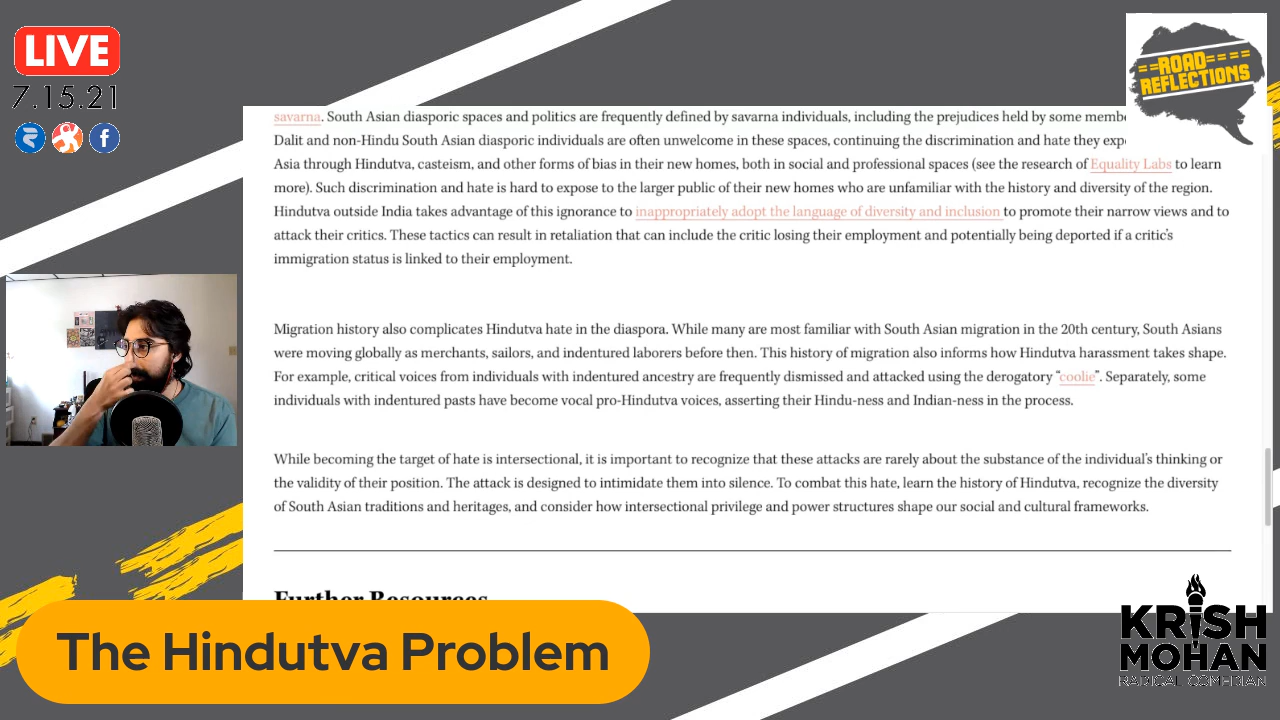 LIVE
7.15.21
==ROAD====
REFLECTIONS
savarna. South Asian diasporic spaces and politics are frequently defined by savarna individuals, including the prejudices held by some
Dalit and non-Hindu South Asian diasporic individuals are often unwelcome in these spaces, continuing the discrimination and hate they
Asia through Hindutva, casteism, and other forms of bias in their new homes, both in social and professional spaces (see the research of Equality Labs to learn
more). Such discrimination and hate is hard to expose to the larger public of their new homes who are unfamiliar with the history and diversity of the region.
Hindutva outside India takes advantage of this ignorance to inappropriately adopt the language of diversity and inclusion to promote their narrow views and to
attack their critics. These tactics can result in retaliation that can include the critic losing their employment and potentially being deported if a critic's
immigration status is linked to their employment.
Migration history also complicates Hindutva hate in the diaspora. While many are most familiar with South Asian migration in the 20th century, South Asians
were moving globally as merchants, sailors, and indentured laborers before then. This history of migration also informs how Hindutva harassment takes shape.
For example, critical voices from individuals with indentured ancestry are frequently dismissed and attacked using the derogatory “coolie”. Separately, some
individuals with indentured pasts have become vocal pro-Hindutva voices, asserting their Hindu-ness and Indian-ness in the process.
While becoming the target of hate is intersectional, it is important to recognize that these attacks are rarely about the substance of the individual's thinking or
the validity of their position. The attack is designed to intimidate them into silence. To combat this hate, learn the history of Hindutva, recognize the diversity
of South Asian traditions and heritages, and consider how intersectional privilege and power structures shape our social and cultural frameworks.
Further Resources
The Hindutva Problem
KRISH
MOHAN
RADICAL COMEDIAN